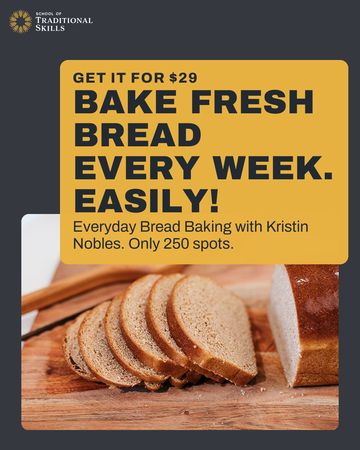 SCHOOL OF
TRADITIONAL
SKILLS
GET IT FOR $29
BAKE FRESH
BREAD
EVERY WEEK.
EASILY!
Everyday Bread Baking with Kristin
Nobles. Only 250 spots.